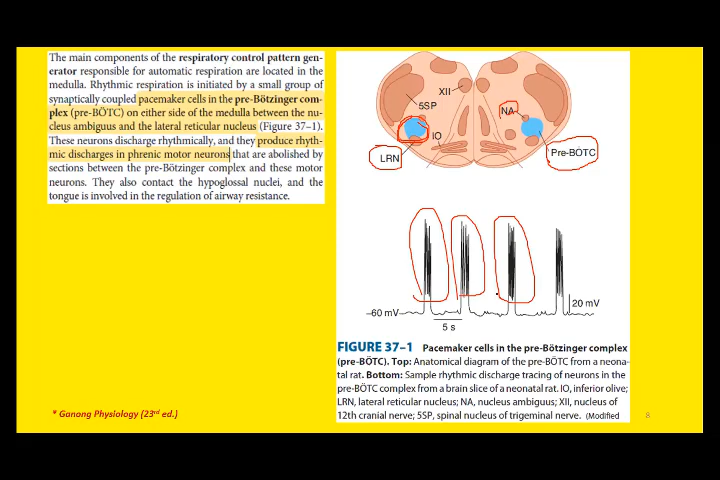 The main components of the respiratory control pattern gen-
erator responsible for automatic respiration are located in the
medulla. Rhythmic respiration is initiated by a small group of
synaptically coupled pacemaker cells in the pre-Bötzinger com-
plex (pre-BÖTC) on either side of the medulla between the nu-
cleus ambiguus and the lateral reticular nucleus (Figure 37–1).
These neurons discharge rhythmically, and they produce rhyth-
mic discharges in phrenic motor neurons that are abolished by
sections between the pre-Bötzinger complex and these motor
neurons. They also contact the hypoglossal nuclei, and the
tongue is involved in the regulation of airway resistance.
XII
5SP
NA
IO
LRN
Pre-BÖTC
–60 mV
20 mV
5 s
FIGURE 37–1 Pacemaker cells in the pre-Bötzinger complex
(pre-BÖTC). Top: Anatomical diagram of the pre-BÖTC from a neona-
tal rat. Bottom: Sample rhythmic discharge tracing of neurons in the
pre-BÖTC complex from a brain slice of a neonatal rat. IO, inferior olive;
LRN, lateral reticular nucleus; NA, nucleus ambiguus; XII, nucleus of
12th cranial nerve; 5SP, spinal nucleus of trigeminal nerve. (Modified
* Ganong Physiology (23rd ed.)
8